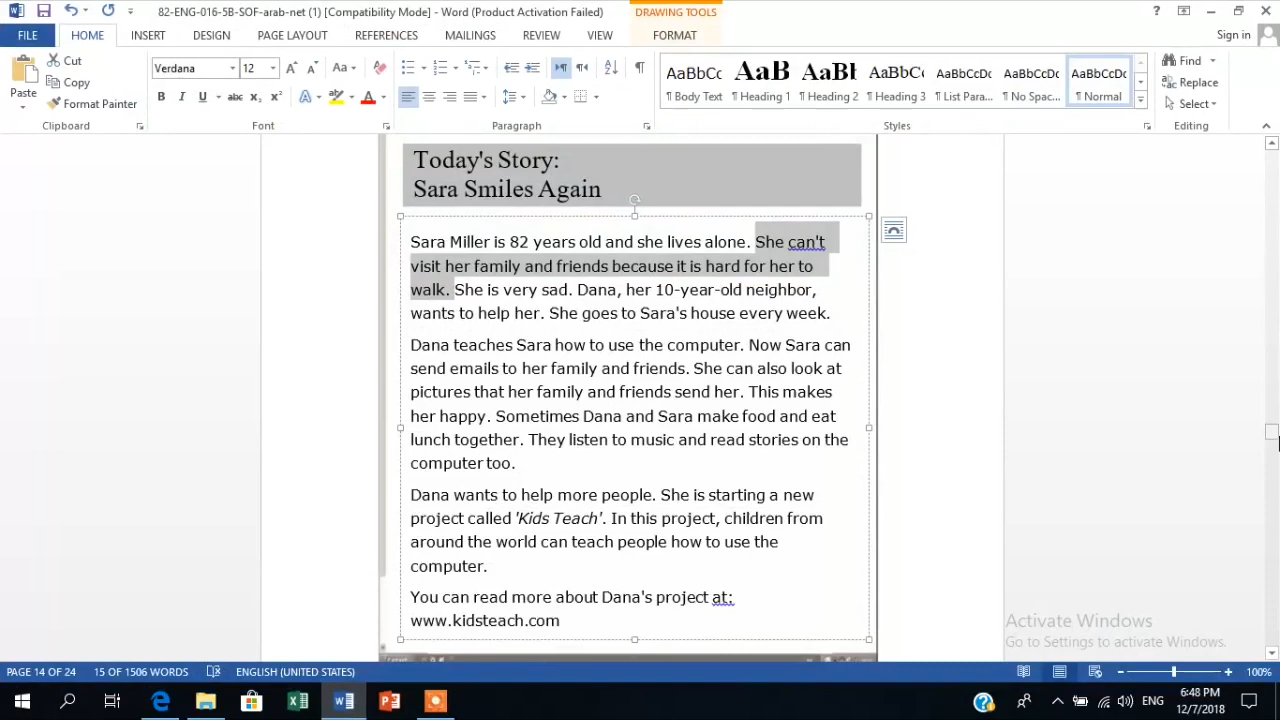 82-ENG-016-5B-SOF-arab-net (1) [Compatibility Mode] - Word (Product Activation Failed)
DRAWING TOOLS
FILE HOME INSERT DESIGN PAGE LAYOUT REFERENCES MAILINGS REVIEW VIEW FORMAT Sign in
Paste
Cut
Copy
Format Painter
Clipboard
Verdana 12
Font
Paragraph
AaBbCc AaB AaBb AaBbC AaBbCcDc AaBbCcDc AaBbCcDc
¶ Body Text ¶ Heading 1 ¶ Heading 2 ¶ Heading 3 ¶ List Para... ¶ No Spac... ¶ Normal
Styles
Find
Replace
Select
Editing
Today's Story:
Sara Smiles Again
Sara Miller is 82 years old and she lives alone. She can't
visit her family and friends because it is hard for her to
walk. She is very sad. Dana, her 10-year-old neighbor,
wants to help her. She goes to Sara's house every week.
Dana teaches Sara how to use the computer. Now Sara can
send emails to her family and friends. She can also look at
pictures that her family and friends send her. This makes
her happy. Sometimes Dana and Sara make food and eat
lunch together. They listen to music and read stories on the
computer too.
Dana wants to help more people. She is starting a new
project called 'Kids Teach'. In this project, children from
around the world can teach people how to use the
computer.
You can read more about Dana's project at:
www.kidsteach.com
Activate Windows
Go to Settings to activate Windows.
PAGE 14 OF 24 15 OF 1506 WORDS ENGLISH (UNITED STATES) 100%
ENG
6:48 PM
12/7/2018